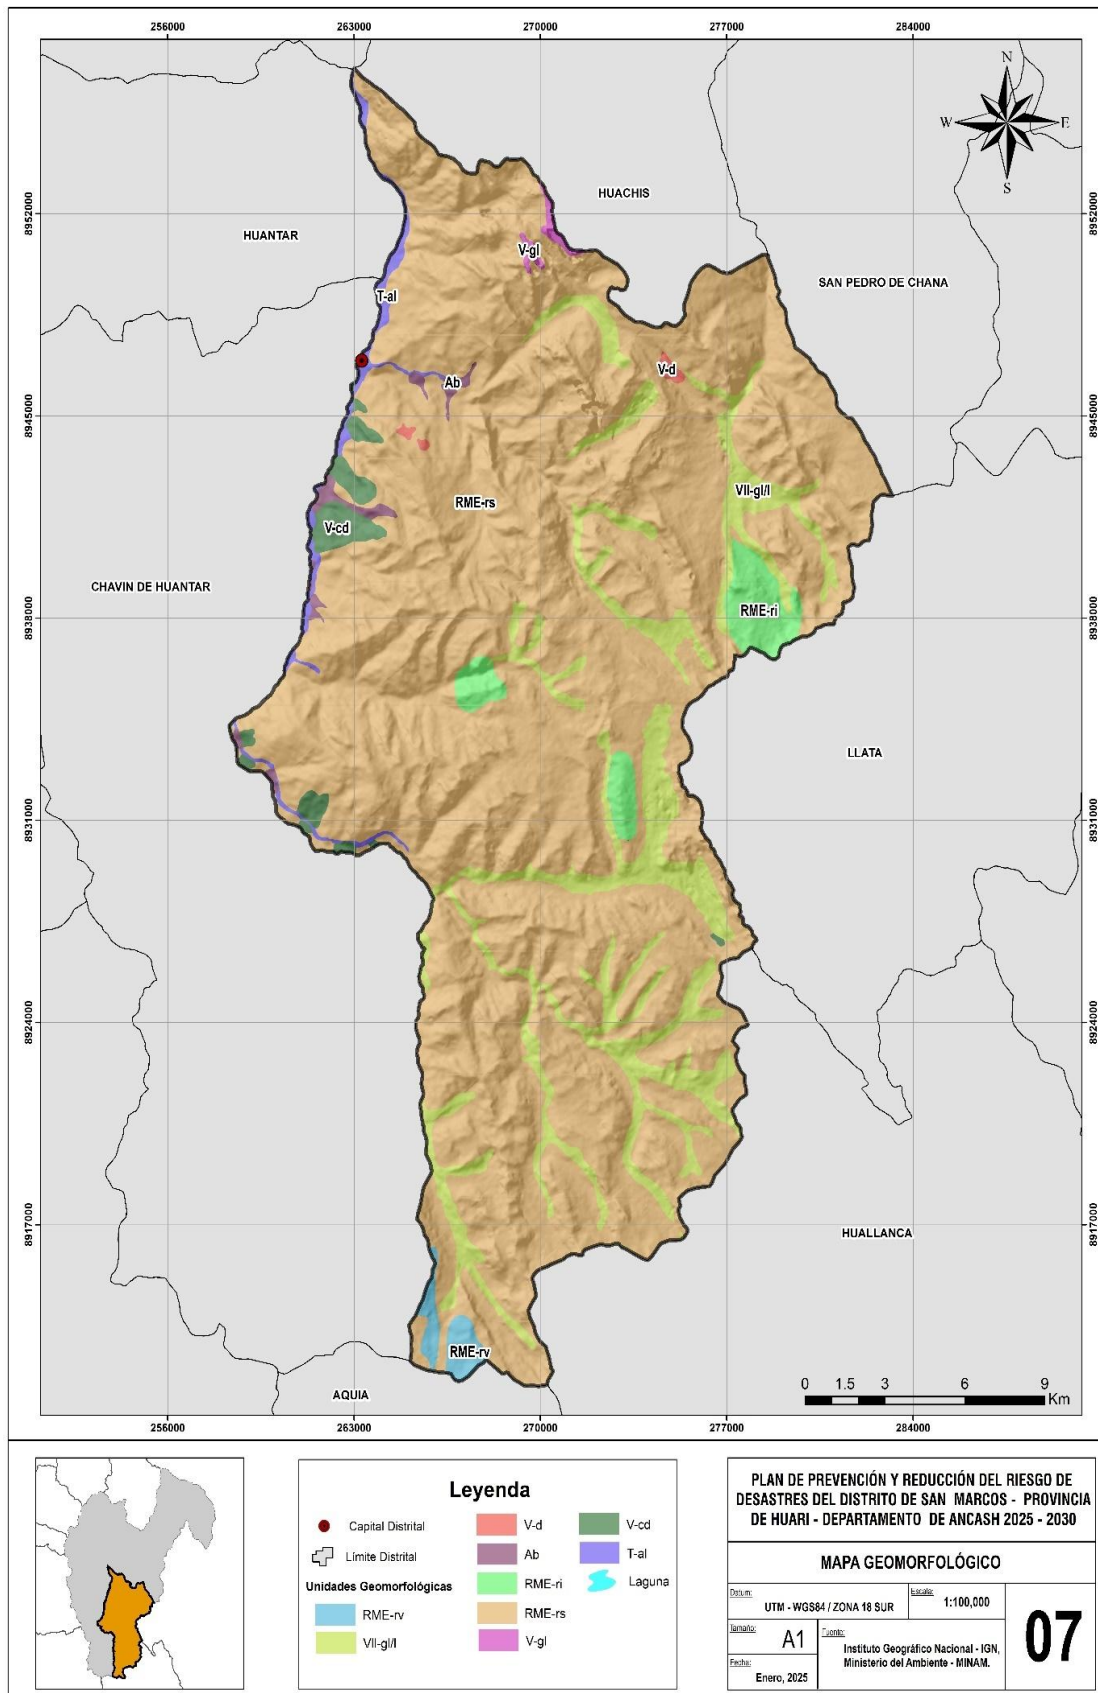 256000
263000
270000
277000
284000
N
W
E
S
HUACHIS
8952000
8952000
HUANTAR
V-gl
SAN PEDRO DE CHANA
T-al
V-d
Ab
8945000
8945000
VII-gl/l
RME-rs
V-cd
CHAVIN DE HUANTAR
RME-ri
8938000
8938000
LLATA
8931000
8931000
8924000
8924000
8917000
8917000
HUALLANCA
RME-rv
AQUIA
0 1.5 3 6 9
Km
256000
263000
270000
277000
284000
Leyenda
Capital Distrital
Límite Distrital
Unidades Geomorfológicas
RME-rv
VII-gl/l
V-d
Ab
RME-ri
RME-rs
V-gl
V-cd
T-al
Laguna
PLAN DE PREVENCIÓN Y REDUCCIÓN DEL RIESGO DE
DESASTRES DEL DISTRITO DE SAN MARCOS - PROVINCIA
DE HUARI - DEPARTAMENTO DE ANCASH 2025 - 2030
MAPA GEOMORFOLÓGICO
Datum:
UTM - WGS84 / ZONA 18 SUR
Escala:
1:100,000
Tamaño:
A1
Fuente:
Instituto Geográfico Nacional - IGN,
Ministerio del Ambiente - MINAM.
Fecha:
Enero, 2025
07